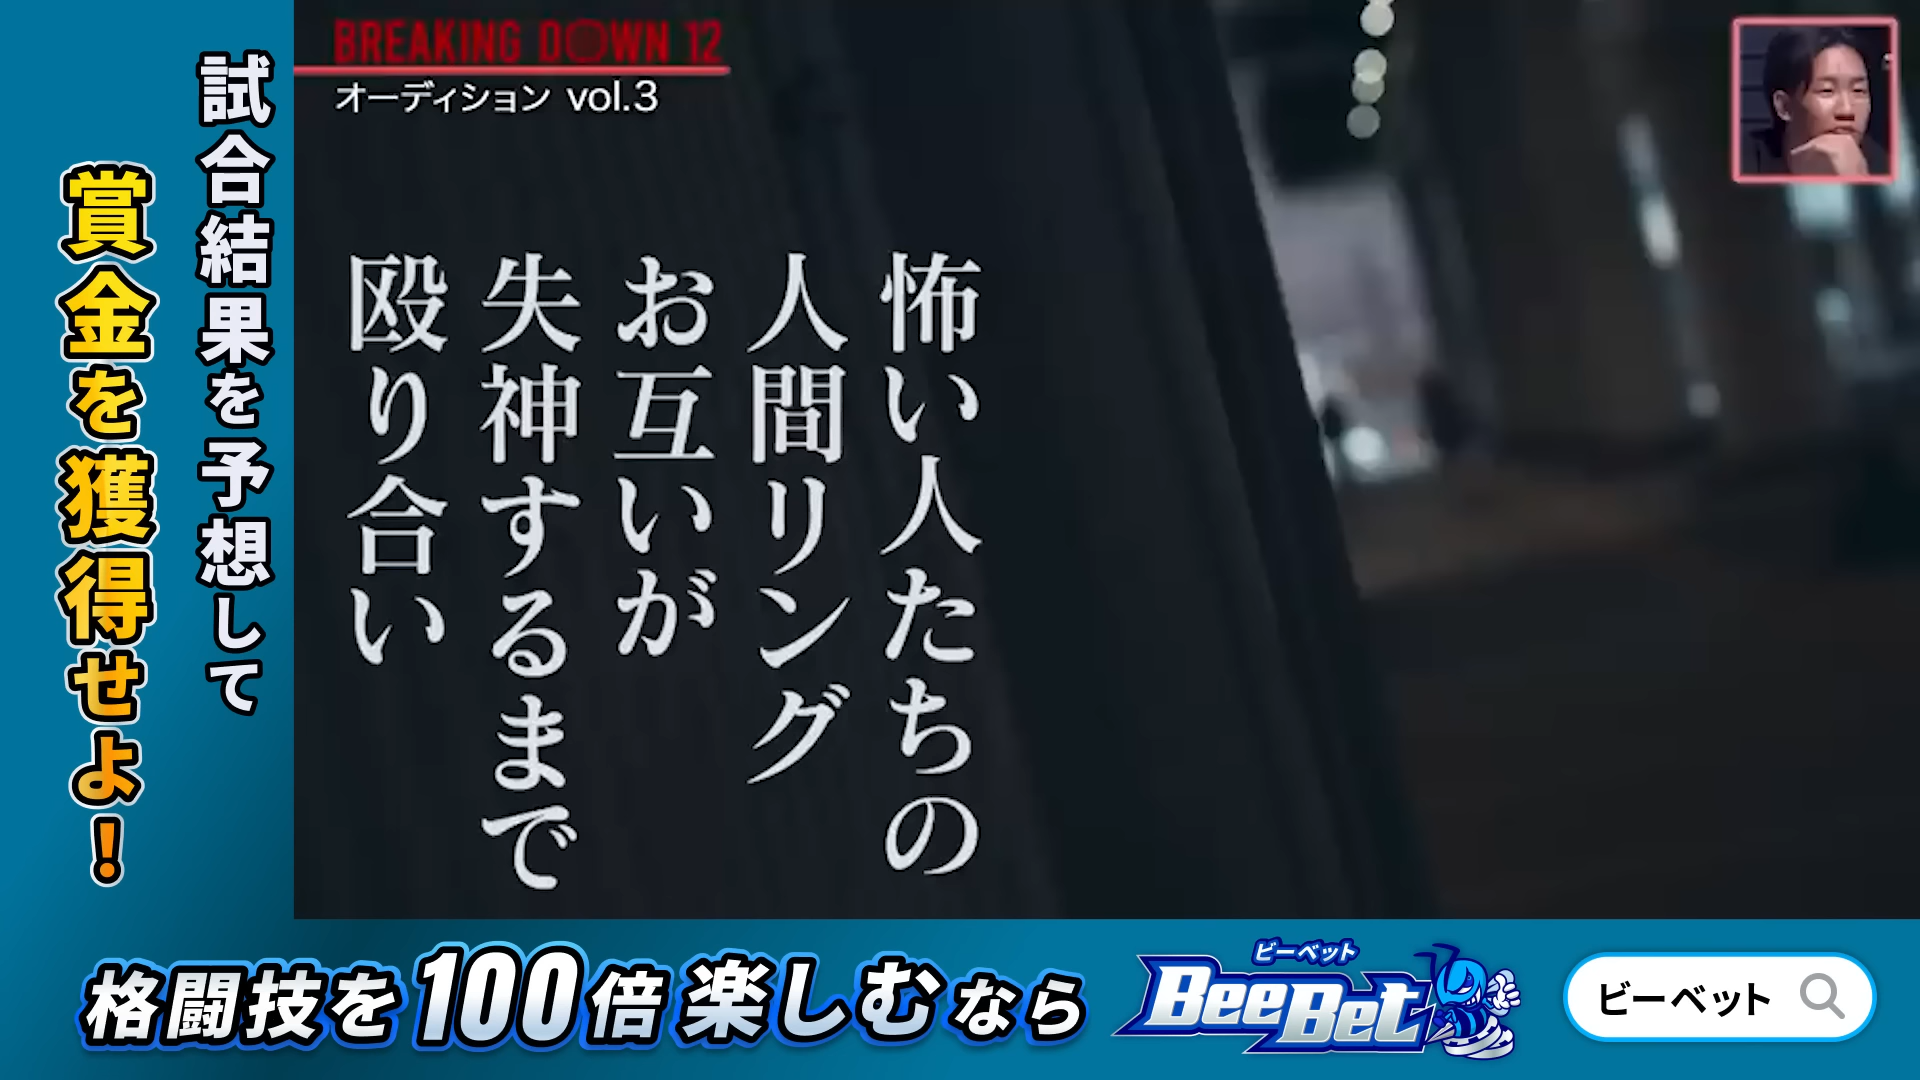 BREAKING DOWN 12
オーディション vol.3
怖い人たちの
人間リング
お互いが
失神するまで
殴り合い
試合結果を予想して
賞金を獲得せよ!
格闘技を100倍楽しむなら
ビーベット
BeeBet
ビーベット